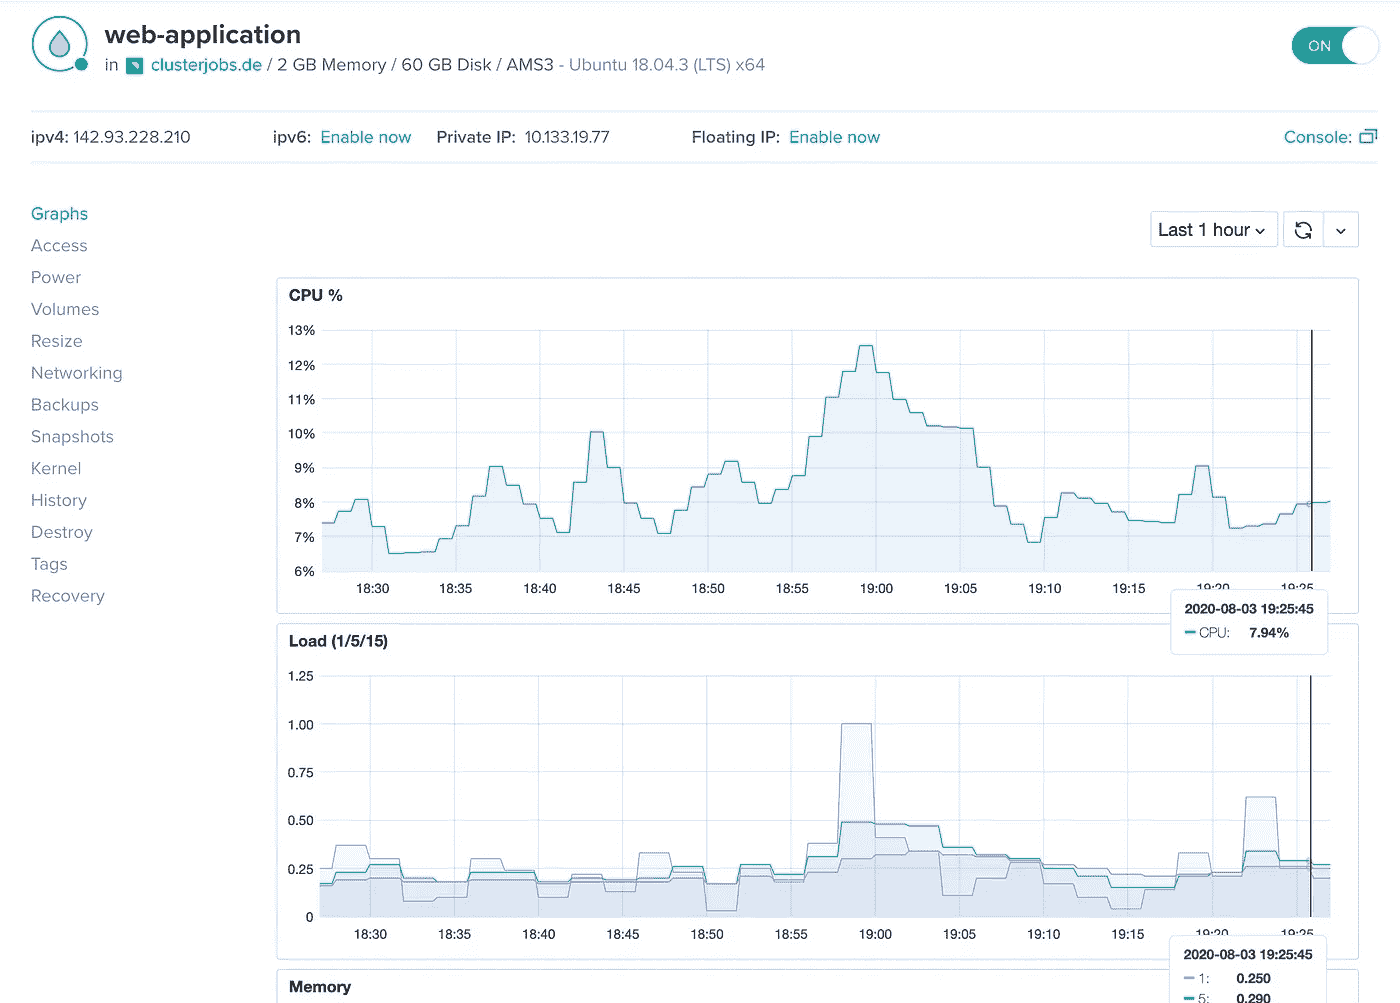 web-application
in clusterjobs.de / 2 GB Memory / 60 GB Disk / AMS3 - Ubuntu 18.04.3 (LTS) x64
ON
ipv4: 142.93.228.210 ipv6: Enable now Private IP: 10.133.19.77 Floating IP: Enable now Console:
Graphs
Access
Power
Volumes
Resize
Networking
Backups
Snapshots
Kernel
History
Destroy
Tags
Recovery
Last 1 hour
CPU %
13%
12%
11%
10%
9%
8%
7%
6%
18:30 18:35 18:40 18:45 18:50 18:55 19:00 19:05 19:10 19:15 19:20 19:25
2020-08-03 19:25:45
CPU: 7.94%
Load (1/5/15)
1.25
1.00
0.75
0.50
0.25
0
18:30 18:35 18:40 18:45 18:50 18:55 19:00 19:05 19:10 19:15 19:20 19:25
2020-08-03 19:25:45
1: 0.250
5: 0.290
Memory